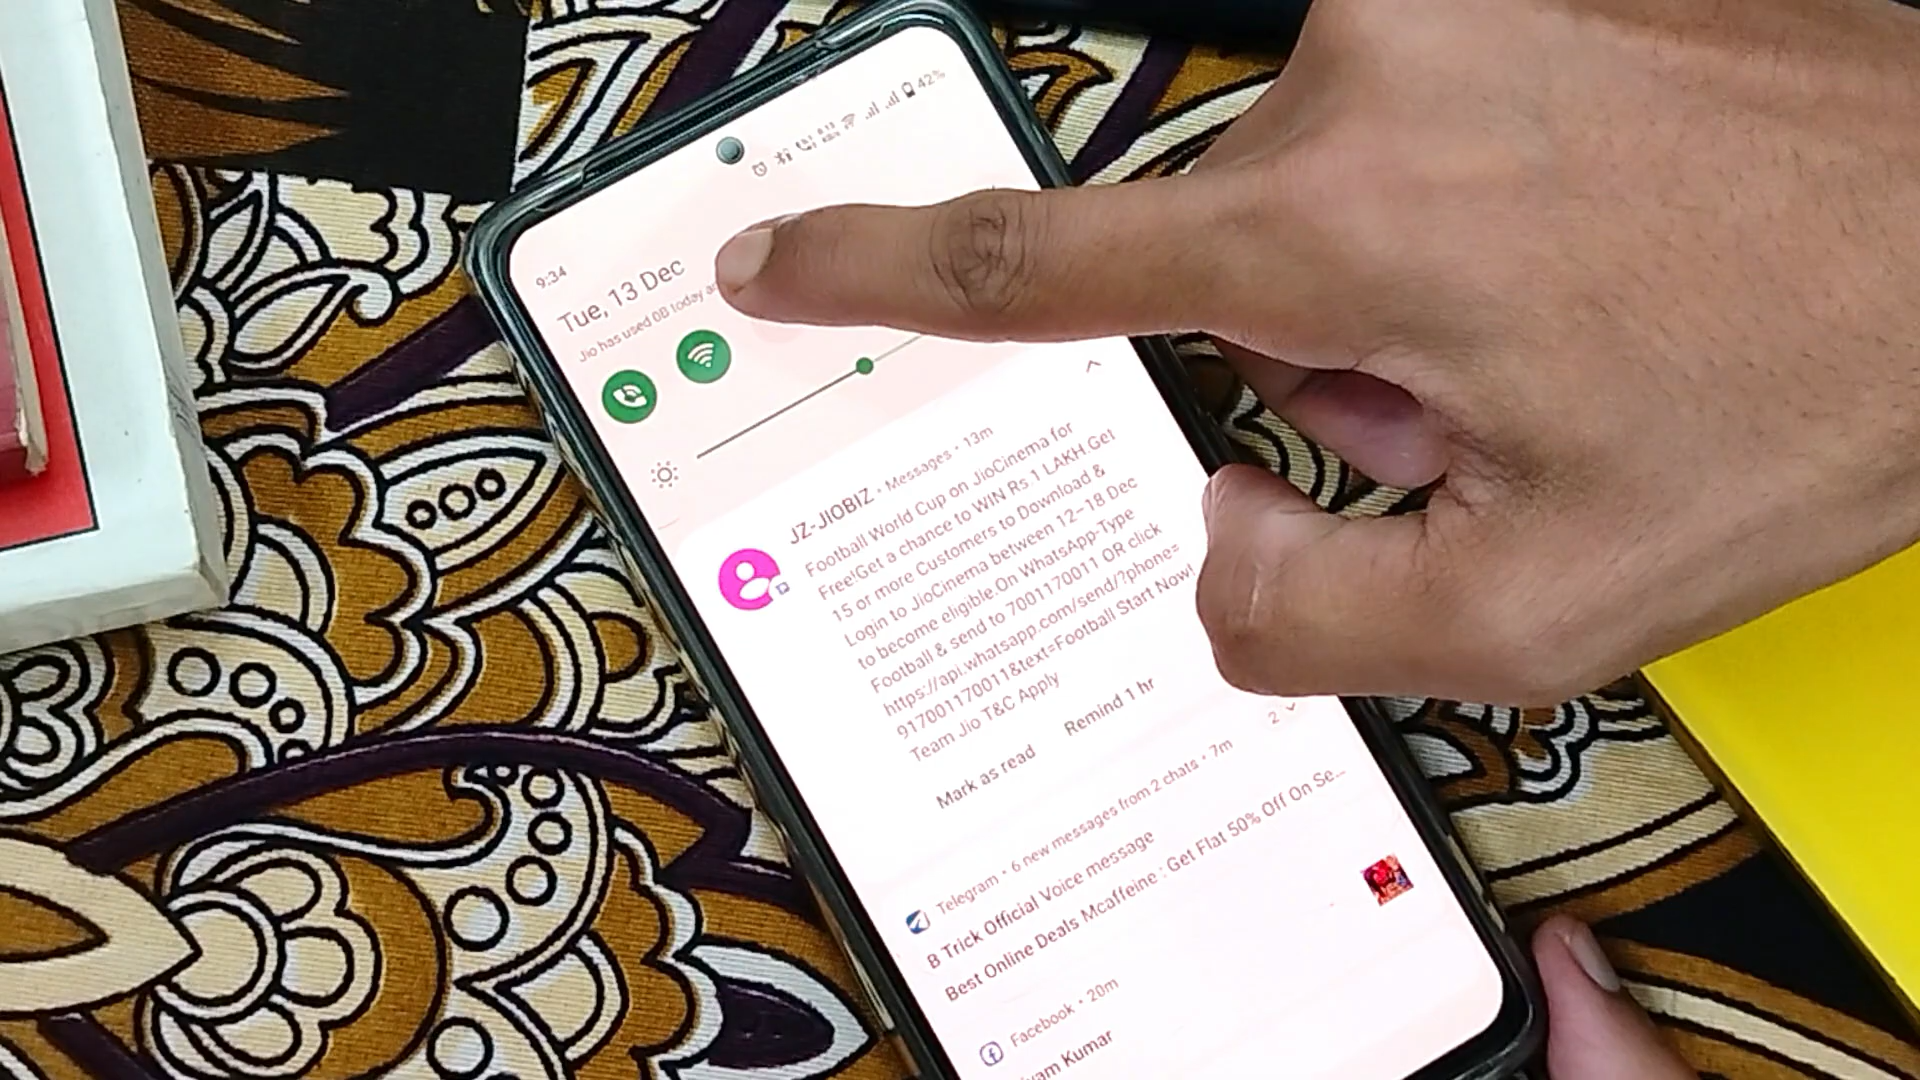 42%
9:34
Tue, 13 Dec
Jio has used 0B today
JZ-JIOBIZ • Messages • 13m
Football World Cup on JioCinema for
Free!Get a chance to WIN Rs.1 LAKH.Get
15 or more Customers to Download &
Login to JioCinema between 12-18 Dec
to become eligible.On WhatsApp-Type
Football & send to 7001170011 OR click
https://api.whatsapp.com/send/?phone=
917001170011&text=Football Start Now!
Team Jio T&C Apply
Mark as read Remind 1 hr
Telegram • 6 new messages from 2 chats • 7m 2
B Trick Official Voice message
Best Online Deals Mcaffeine : Get Flat 50% Off On Se...
Facebook • 20m
Kumar